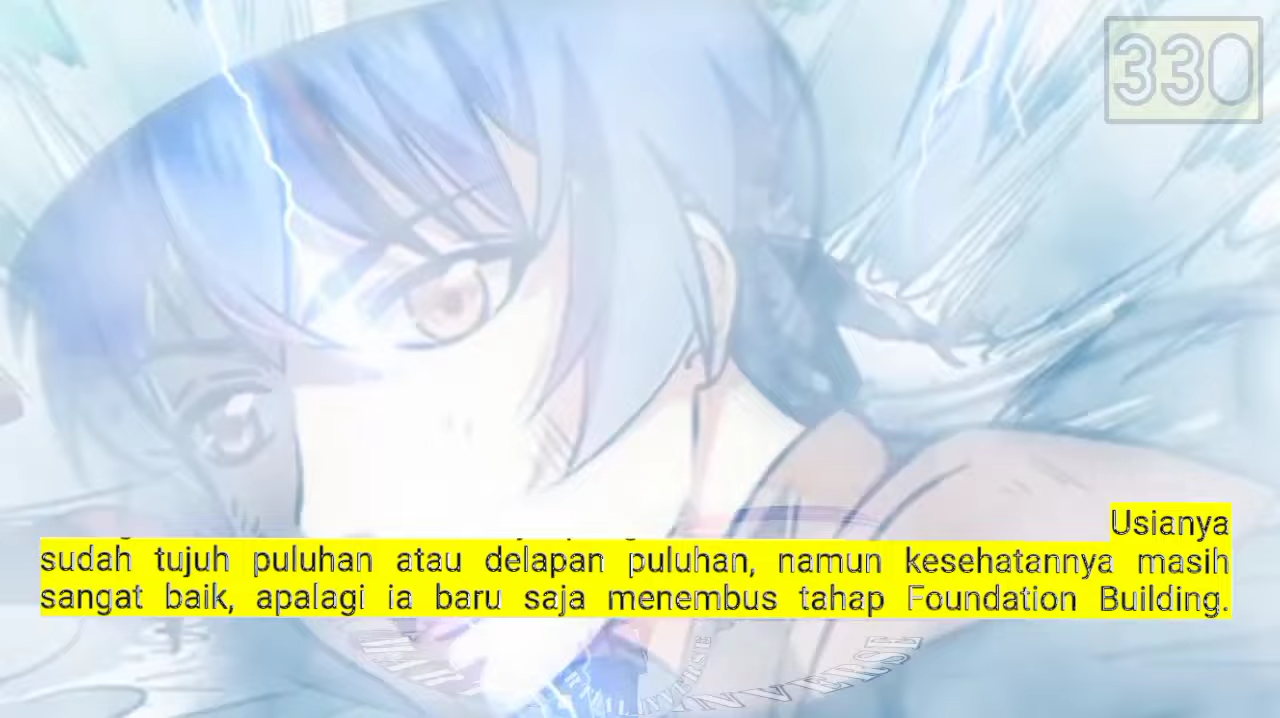 330
Usianya
sudah tujuh puluhan atau delapan puluhan, namun kesehatannya masih
sangat baik, apalagi ia baru saja menembus tahap Foundation Building.